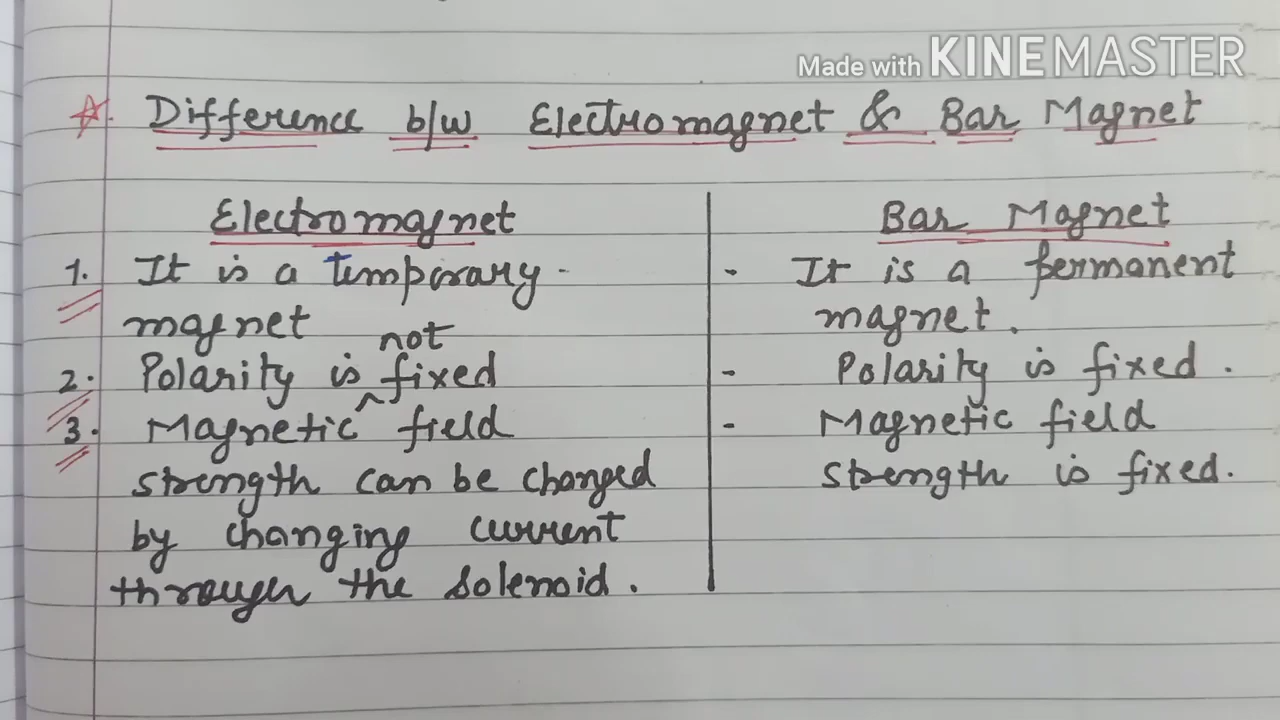 Made with KINEMASTER
☆. Difference b/w Electromagnet & Bar Magnet
Electromagnet
1. It is a temporary
magnet
2. Polarity is not fixed
3. Magnetic field
strength can be changed
by changing current
through the solenoid.
Bar Magnet
- It is a permanent
magnet.
- Polarity is fixed.
- Magnetic field
strength is fixed.